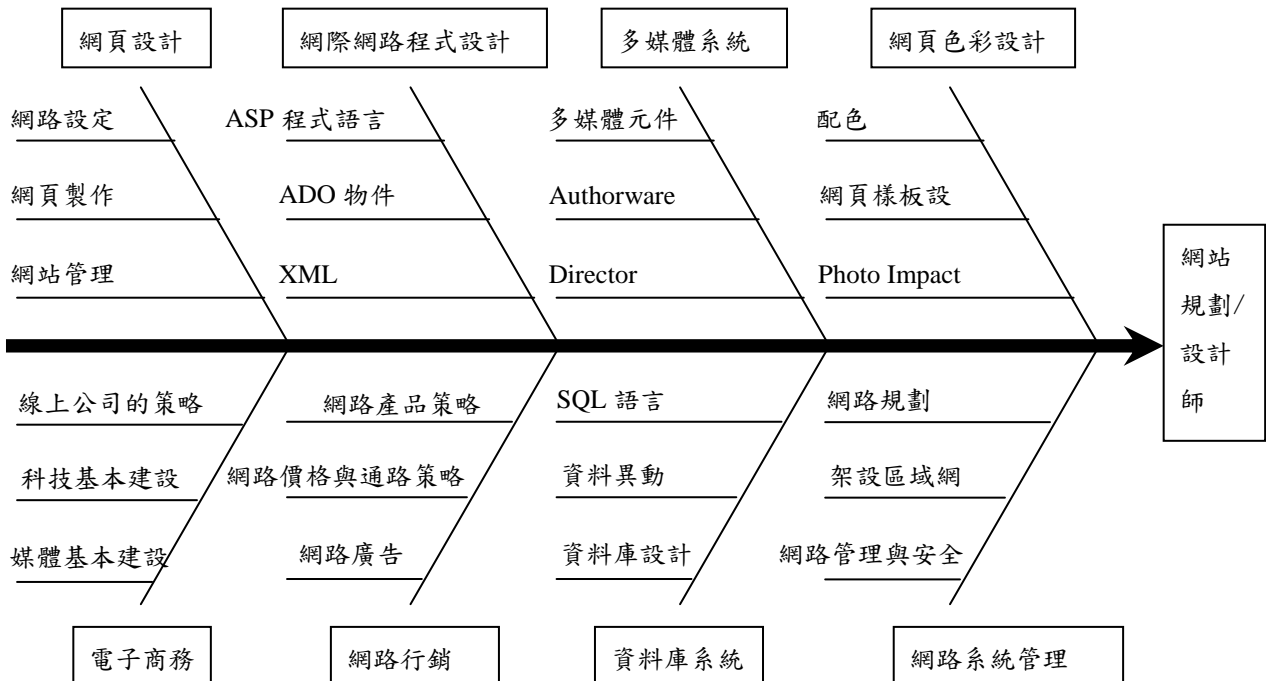 網頁設計
網際網路程式設計
多媒體系統
網頁色彩設計
網路設定
ASP 程式語言
多媒體元件
配色
網頁製作
ADO 物件
Authorware
網頁樣板設
網站管理
XML
Director
Photo Impact
網站
規劃/
設計
師
線上公司的策略
網路產品策略
SQL 語言
網路規劃
科技基本建設
網路價格與通路策略
資料異動
架設區域網
媒體基本建設
網路廣告
資料庫設計
網路管理與安全
電子商務
網路行銷
資料庫系統
網路系統管理